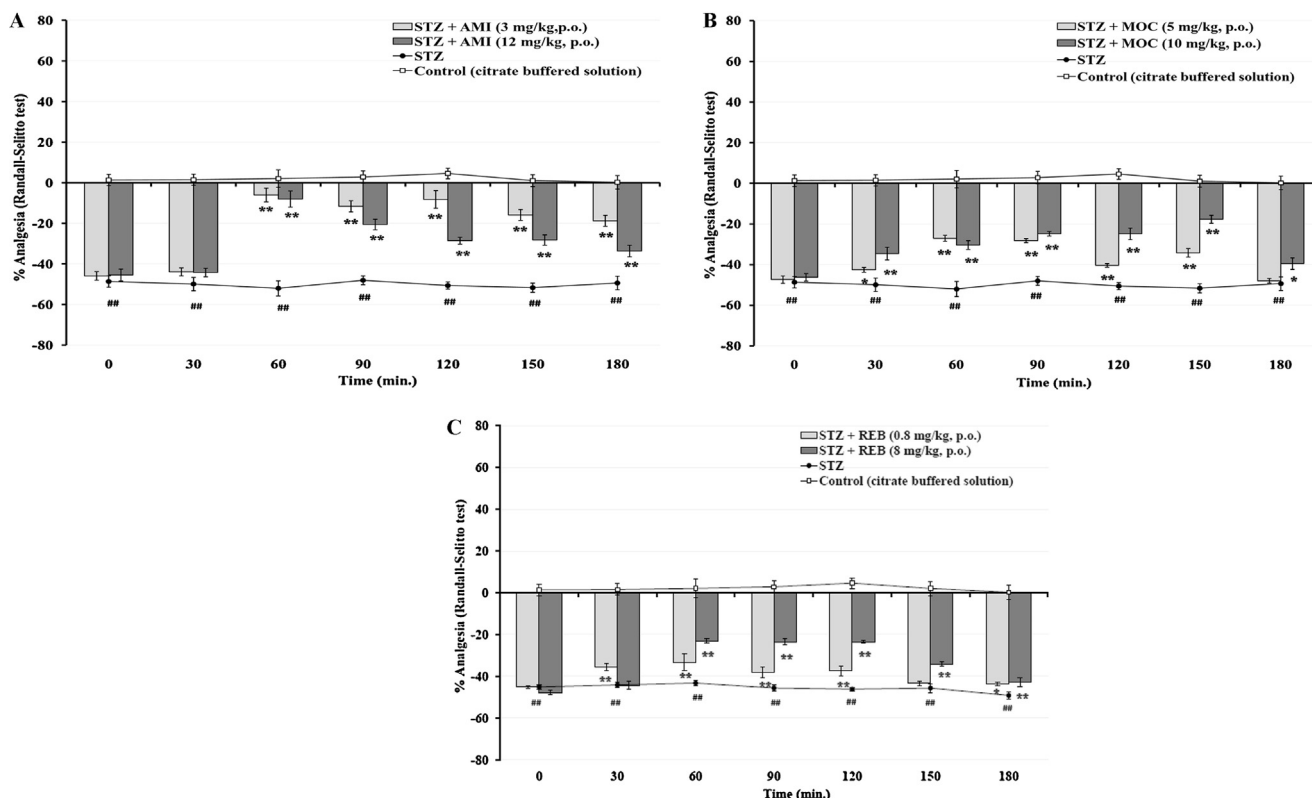 A
STZ + AMI (3 mg/kg,p.o.)
STZ + AMI (12 mg/kg, p.o.)
STZ
Control (citrate buffered solution)
% Analgesia (Randall-Selitto test)
80
60
40
20
0
-20
-40
-60
-80
** ** ** ** ** ** ** ** ** **
## ## ## ## ## ## ##
0 30 60 90 120 150 180
Time (min.)
B
STZ + MOC (5 mg/kg, p.o.)
STZ + MOC (10 mg/kg, p.o.)
STZ
Control (citrate buffered solution)
% Analgesia (Randall-Selitto test)
80
60
40
20
0
-20
-40
-60
-80
* ** ** ** ** ** ** ** ** ** *
## ## ## ## ## ## ##
0 30 60 90 120 150 180
Time (min.)
C
STZ + REB (0.8 mg/kg, p.o.)
STZ + REB (8 mg/kg, p.o.)
STZ
Control (citrate buffered solution)
% Analgesia (Randall-Selitto test)
80
60
40
20
0
-20
-40
-60
-80
** ** ** ** ** ** ** ** * **
## ## ## ## ## ## ##
0 30 60 90 120 150 180
Time (min.)